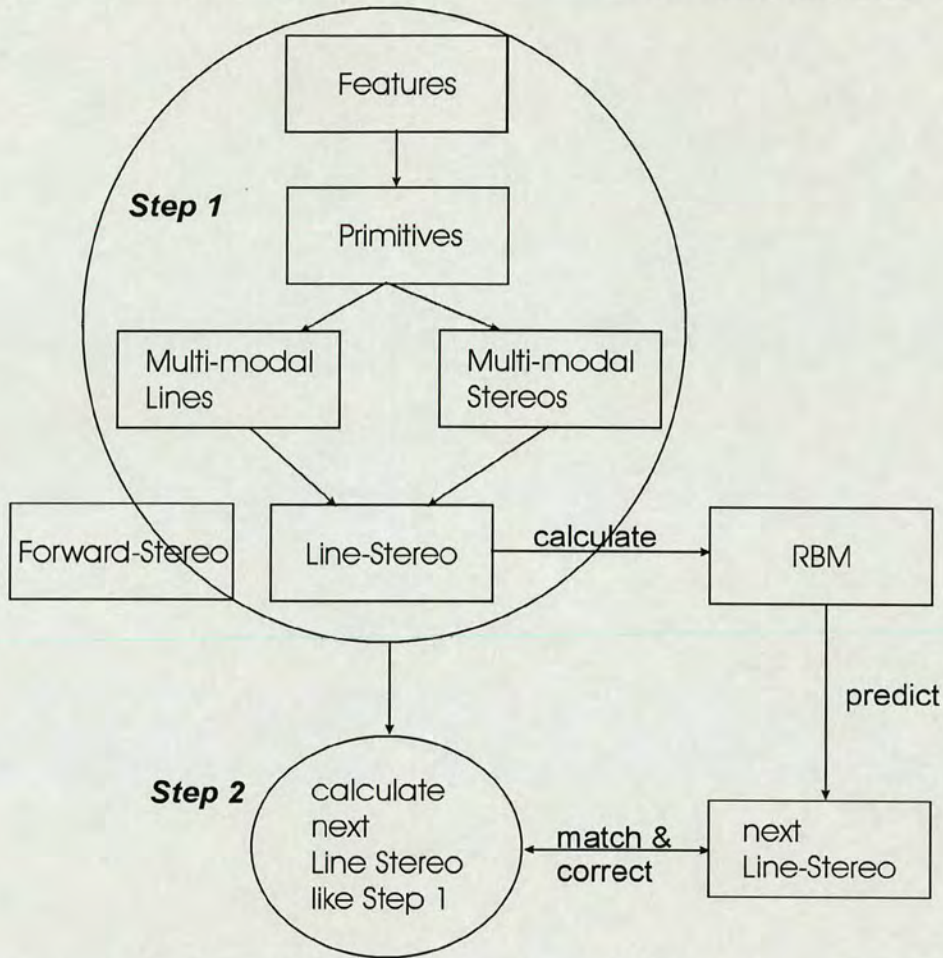 Features
Step 1
Primitives
Multi-modal
Lines
Multi-modal
Stereos
Forward-Stereo
Line-Stereo
calculate
RBM
predict
Step 2
calculate
next
Line Stereo
like Step 1
match &
correct
next
Line-Stereo